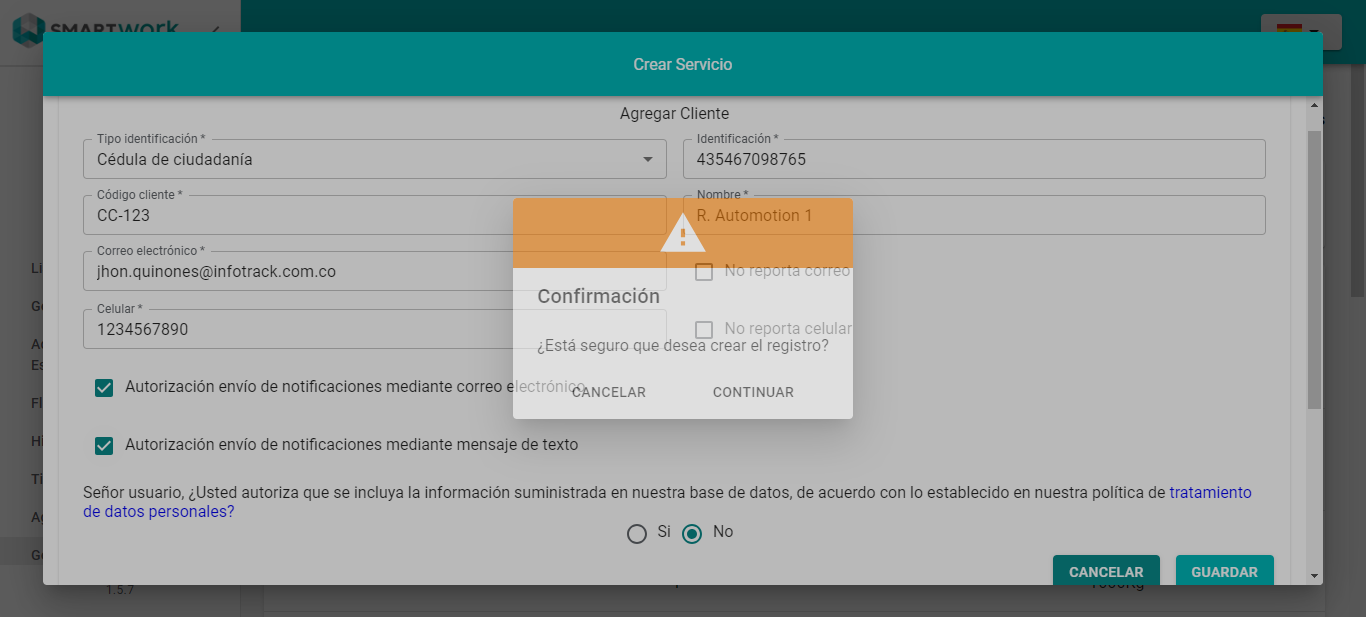 SMARTwork
Crear Servicio
Agregar Cliente
Tipo identificación *
Cédula de ciudadanía
Identificación *
435467098765
Código cliente *
CC-123
Nombre *
R. Automotion 1
Correo electrónico *
jhon.quinones@infotrack.com.co
No reporta correo
Confirmación
Celular *
1234567890
No reporta celular
¿Está seguro que desea crear el registro?
Autorización envío de notificaciones mediante correo electrónico
CANCELAR
CONTINUAR
Autorización envío de notificaciones mediante mensaje de texto
Señor usuario, ¿Usted autoriza que se incluya la información suministrada en nuestra base de datos, de acuerdo con lo establecido en nuestra política de tratamiento
de datos personales?
Si
No
CANCELAR
GUARDAR
1.5.7